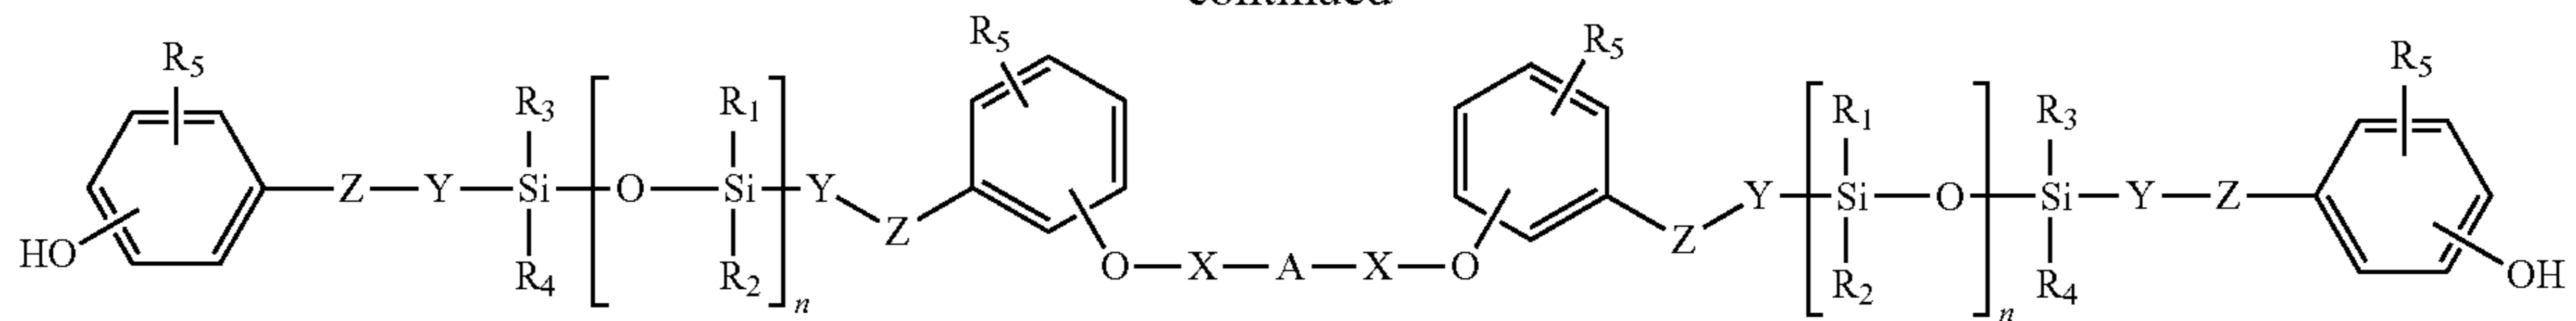 continued
R5 R5 R5 R5
R3 R1 R1 R3
Z—Y—Si—O—Si—Y Y—Si—O—Si—Y—Z
Z Z
HO O—X—A—X—O OH
R4 R2 n R2 n R4